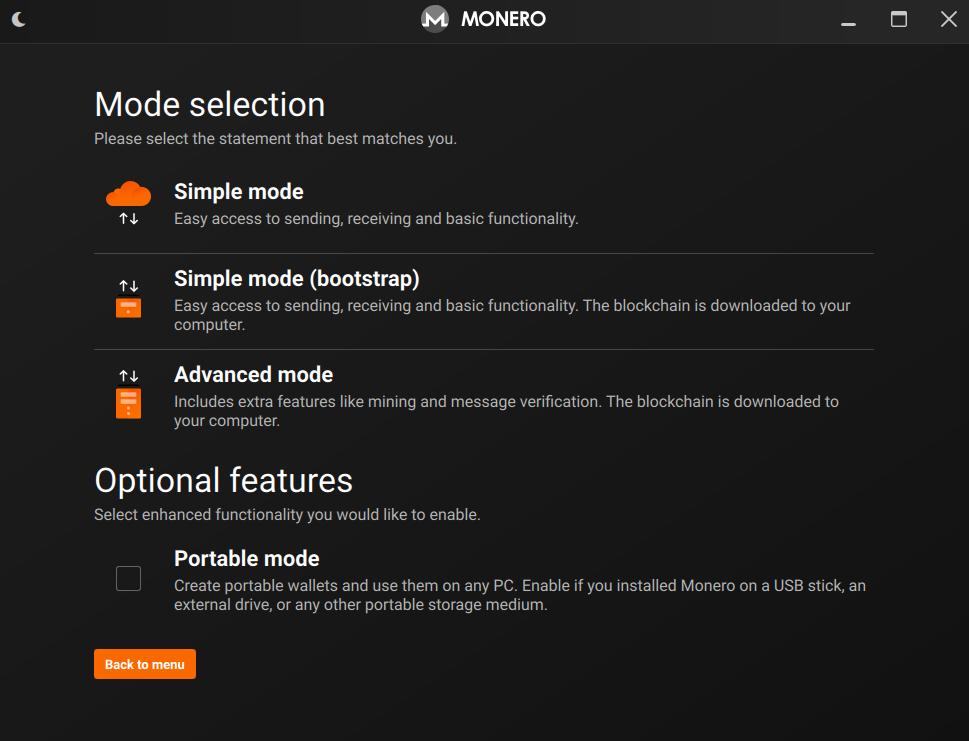 MONERO
Mode selection
Please select the statement that best matches you.
Simple mode
Easy access to sending, receiving and basic functionality.
Simple mode (bootstrap)
Easy access to sending, receiving and basic functionality. The blockchain is downloaded to your
computer.
Advanced mode
Includes extra features like mining and message verification. The blockchain is downloaded to
your computer.
Optional features
Select enhanced functionality you would like to enable.
Portable mode
Create portable wallets and use them on any PC. Enable if you installed Monero on a USB stick, an
external drive, or any other portable storage medium.
Back to menu